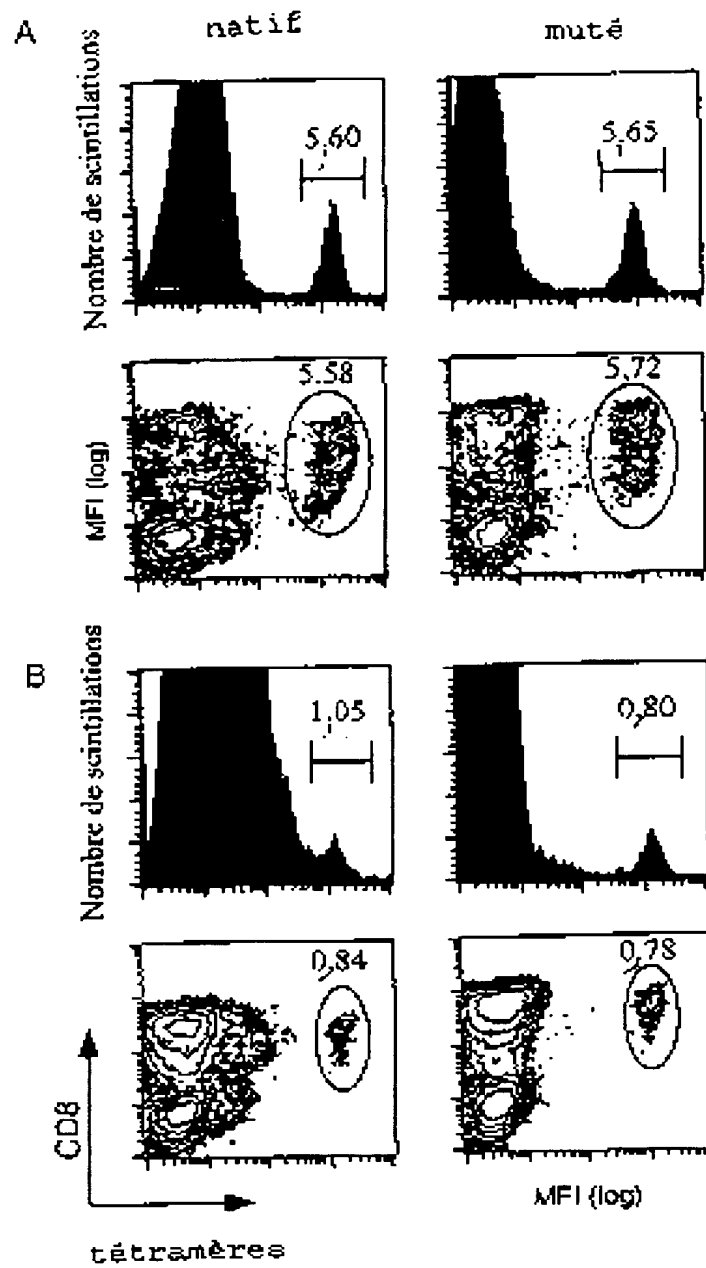 A
natif
muté
Nombre de scintillations
5,60
5,65
MFI (log)
5.58
5,72
B
Nombre de scintillations
1,05
0,80
CD8
0,84
0,78
tétramères
MFI (log)